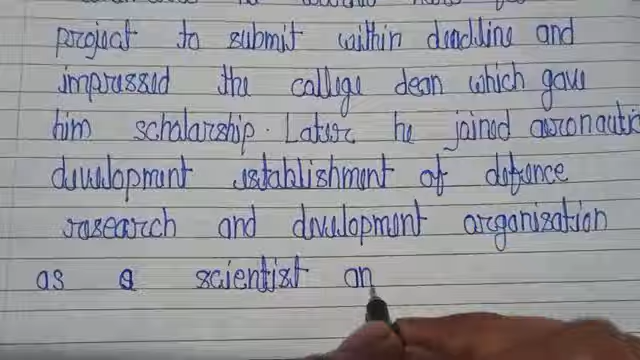 project to submit within deadline and
impressed the college dean which gave
him scholarship. Later he joined aeronautic
development establishment of defence
research and development organisation
as a scientist an